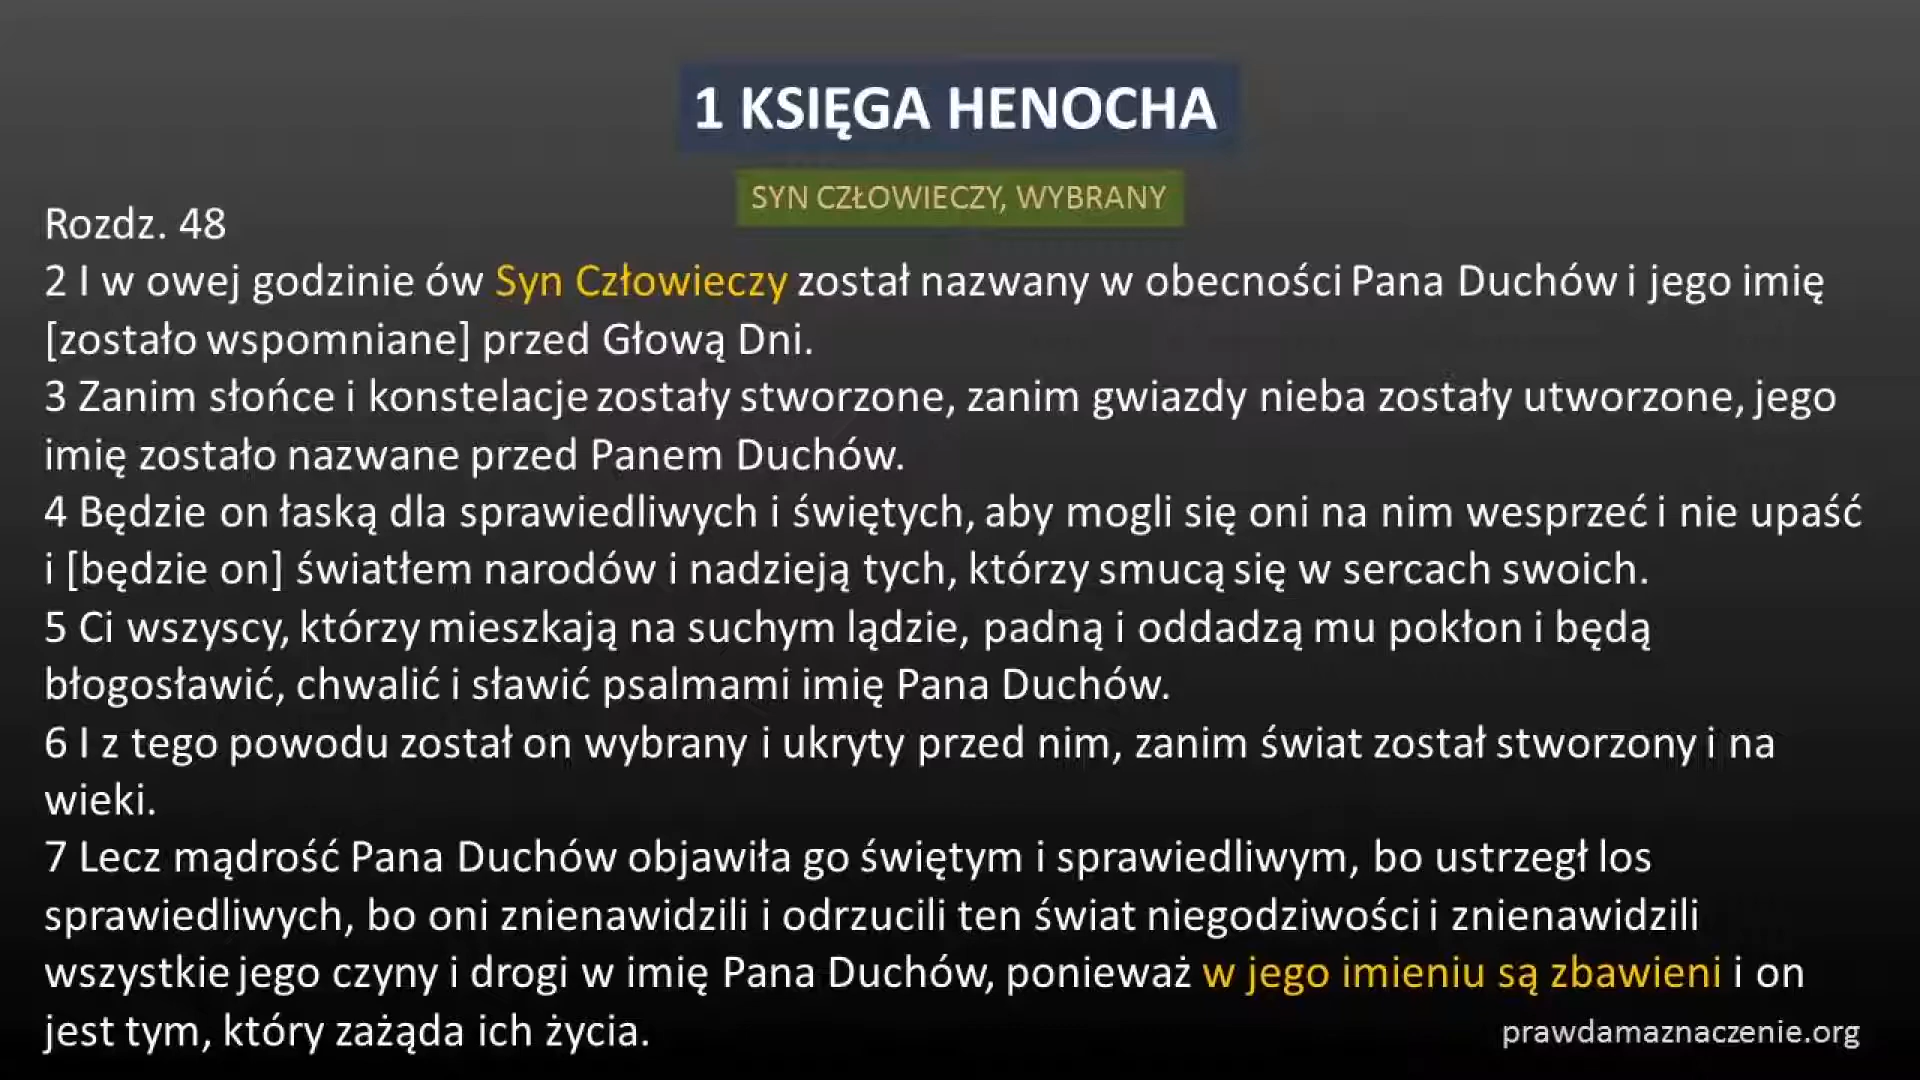 1 KSIĘGA HENOCHA
SYN CZŁOWIECZY, WYBRANY
Rozdz. 48
2 I w owej godzinie ów Syn Człowieczy został nazwany w obecności Pana Duchów i jego imię
[zostało wspomniane] przed Głową Dni.
3 Zanim słońce i konstelacje zostały stworzone, zanim gwiazdy nieba zostały utworzone, jego
imię zostało nazwane przed Panem Duchów.
4 Będzie on łaską dla sprawiedliwych i świętych, aby mogli się oni na nim wesprzeć i nie upaść
i [będzie on] światłem narodów i nadzieją tych, którzy smucą się w sercach swoich.
5 Ci wszyscy, którzy mieszkają na suchym lądzie, padną i oddadzą mu pokłon i będą
błogosławić, chwalić i sławić psalmami imię Pana Duchów.
6 I z tego powodu został on wybrany i ukryty przed nim, zanim świat został stworzony i na
wieki.
7 Lecz mądrość Pana Duchów objawiła go świętym i sprawiedliwym, bo ustrzegł los
sprawiedliwych, bo oni znienawidzili i odrzucili ten świat niegodziwości i znienawidzili
wszystkie jego czyny i drogi w imię Pana Duchów, ponieważ w jego imieniu są zbawieni i on
jest tym, który zażąda ich życia.
prawdamaznaczenie.org